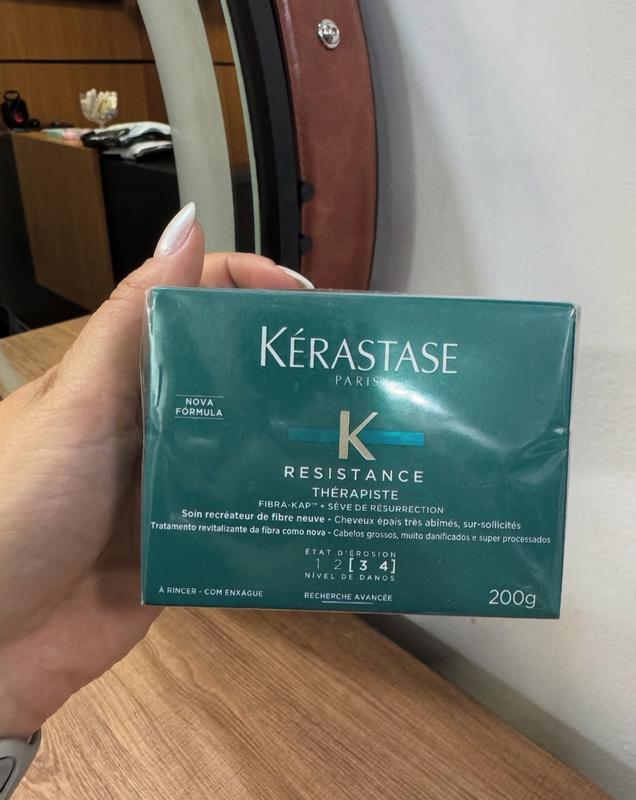 KÉRASTASE
PARIS
NOVA
FÓRMULA
K
RESISTANCE
THÉRAPISTE
FIBRA-KAP™ + SÈVE DE RÉSURRECTION
Soin recréateur de fibre neuve - Cheveux épais très abîmés, sur-sollicités
Tratamento revitalizante da fibra como nova - Cabelos grossos, muito danificados e super processados
ÉTAT D'ÉROSION
1 2 [3 4]
NÍVEL DE DANOS
À RINCER - COM ENXÁGUE
RECHERCHE AVANCÉE
200g